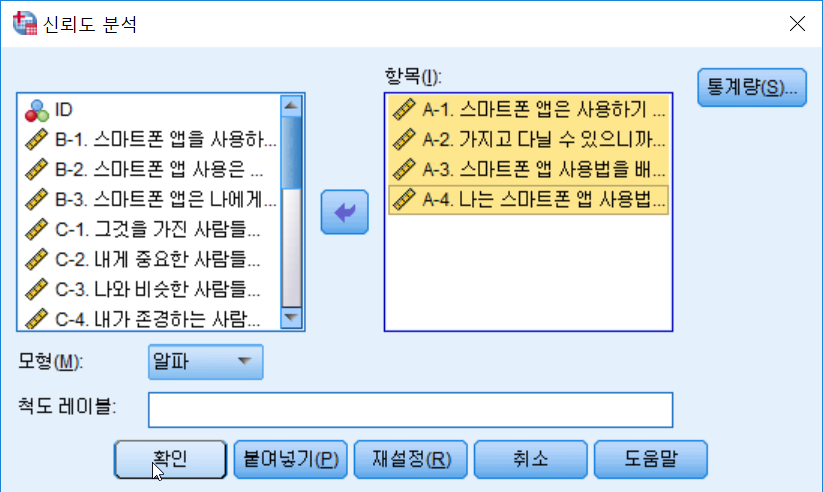 신뢰도 분석
항목(I):
통계량(S)...
ID
B-1. 스마트폰 앱을 사용하...
B-2. 스마트폰 앱 사용은 ...
B-3. 스마트폰 앱은 나에게...
C-1. 그것을 가진 사람들...
C-2. 내게 중요한 사람들...
C-3. 나와 비슷한 사람들...
C-4. 내가 존경하는 사람...
A-1. 스마트폰 앱은 사용하기 ...
A-2. 가지고 다닐 수 있으니까...
A-3. 스마트폰 앱 사용법을 배...
A-4. 나는 스마트폰 앱 사용법...
모형(M):
알파
척도 레이블:
확인
붙여넣기(P)
재설정(R)
취소
도움말